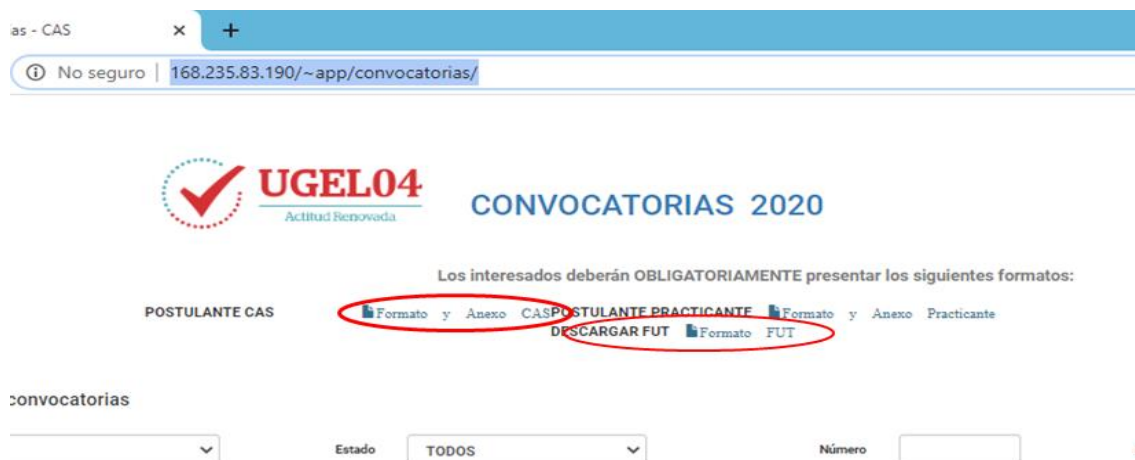 as - CAS × +
No seguro | 168.235.83.190/~app/convocatorias/
UGEL04
Actitud Renovada
CONVOCATORIAS 2020
Los interesados deberán OBLIGATORIAMENTE presentar los siguientes formatos:
POSTULANTE CAS Formato y Anexo CAS POSTULANTE PRACTICANTE Formato y Anexo Practicante
DESCARGAR FUT Formato FUT
convocatorias
Estado TODOS Número